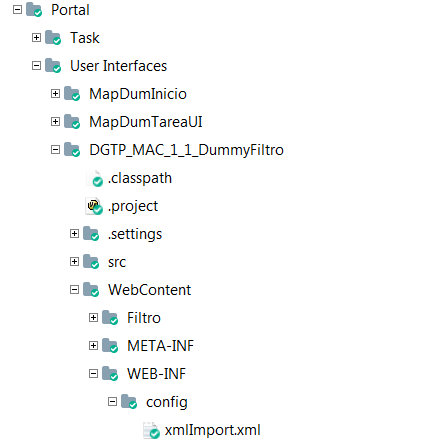 Portal
Task
User Interfaces
MapDumInicio
MapDumTareaUI
DGTP_MAC_1_1_DummyFiltro
.classpath
.project
.settings
src
WebContent
Filtro
META-INF
WEB-INF
config
xmlImport.xml